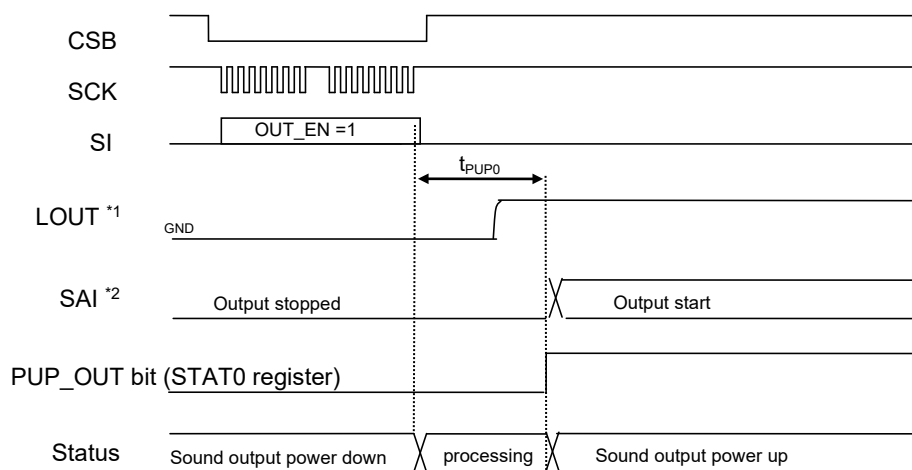 CSB
SCK
SI
OUT_EN =1
tPUP0
LOUT *1
GND
SAI *2
Output stopped
Output start
PUP_OUT bit (STAT0 register)
Status
Sound output power down
processing
Sound output power up